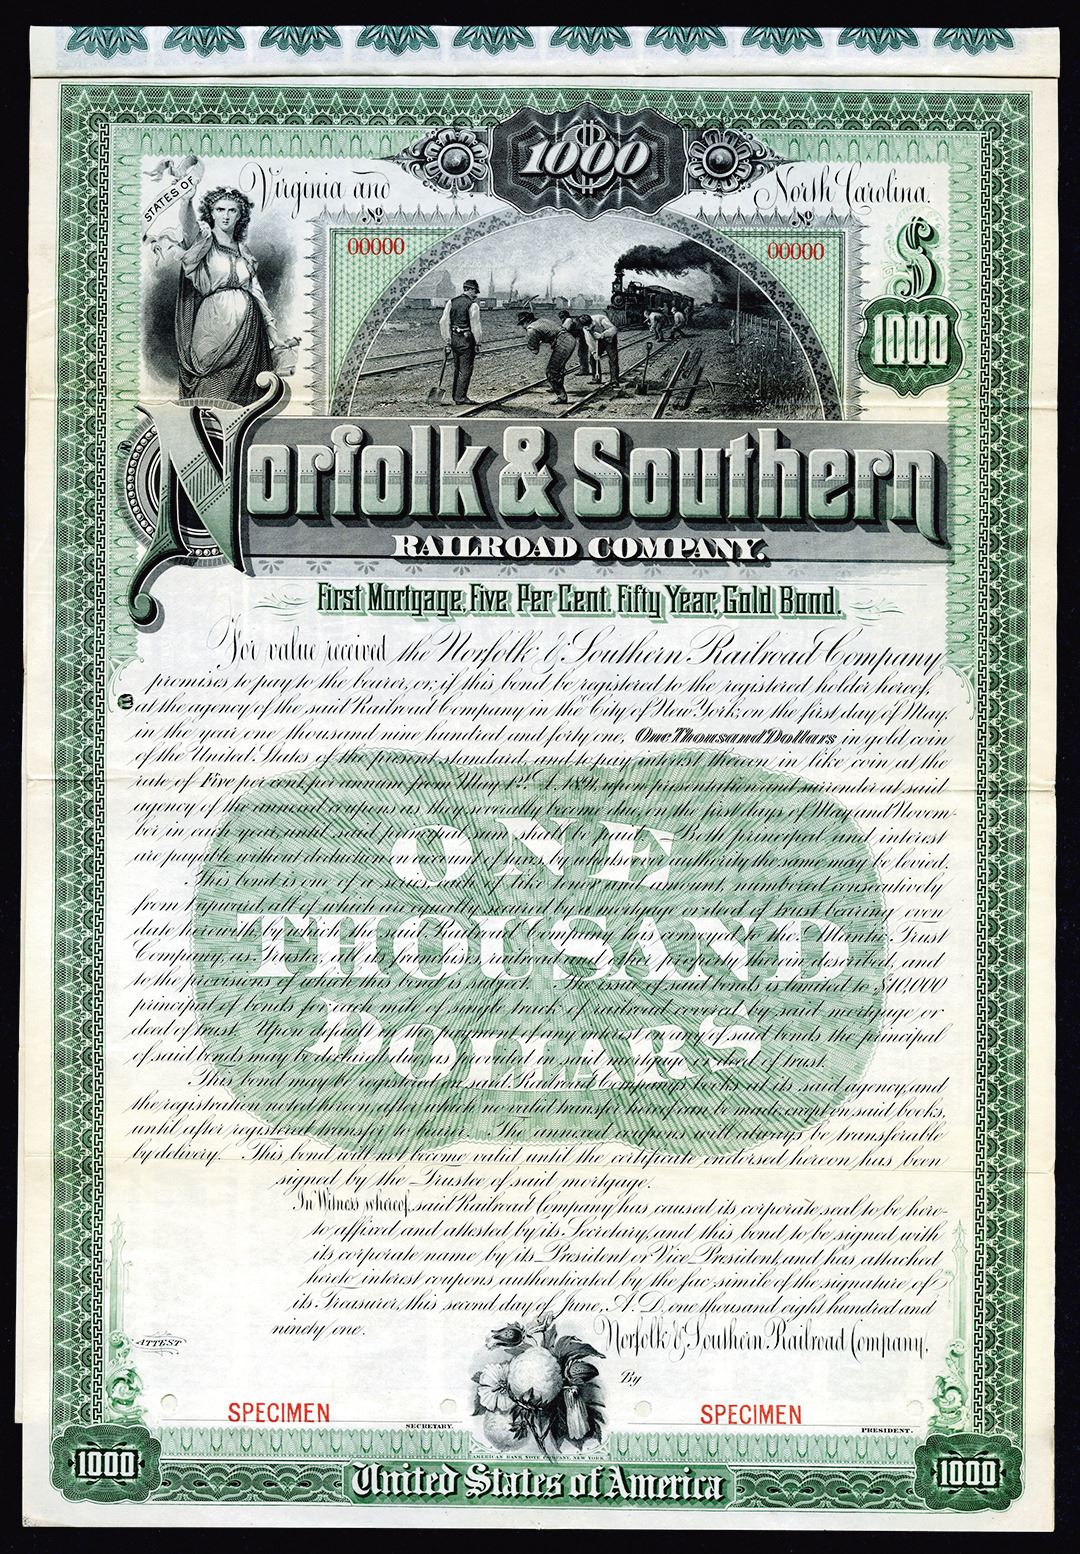 1000
STATES OF
Virginia and
North Carolina.
No
No
00000
00000
$
1000
Norfolk & Southern
RAILROAD COMPANY.
First Mortgage, Five Per Cent. Fifty Year, Gold Bond.
For value received the Norfolk & Southern Railroad Company,
promises to pay to the bearer, or, if this bond be registered to the registered holder hereof,
at the agency of the said Railroad Company in the City of New York, on the first day of May,
in the year one thousand nine hundred and forty one, One Thousand Dollars in gold coin
of the United States of the present standard, and to pay interest thereon in like coin at the
rate of Five per cent. per annum from May 1st A.D. 1891, upon presentation and surrender at said
agency of the annexed coupons as they severally become due on the first days of May and Novem-
ber in each year, until said principal sum shall be paid. Both principal and interest
are payable without deduction on account of taxes by whatsoever authority the same may be levied.
This bond is one of a series each of like tenor and amount, numbered consecutively
from 1 upward, all of which are equally secured by a mortgage or deed of trust bearing even
date herewith by which the said Railroad Company has conveyed to the Atlantic Trust
Company, as Trustee, all its franchises railroad and other property therein described, and
to the provisions of which this bond is subject. The issue of said bonds is limited to $10,000
principal of bonds for each mile of single track of railroad covered by said mortgage or
deed of trust. Upon default in the payment of any interest on any of said bonds the principal
of said bonds may be declared due as provided in said mortgage or deed of trust.
ONE
THOUSAND
DOLLARS
This bond may be registered on said Railroad Company's books at its said agency, and
the registration noted hereon, after which no valid transfer hereof can be made, except on said books,
until after registered transfer to bearer. The annexed coupons will always be transferable
by delivery. This bond will not become valid until the certificate endorsed hereon has been
signed by the Trustee of said mortgage.
In Witness whereof, said Railroad Company has caused its corporate seal to be here-
to affixed and attested by its Secretary, and this bond to be signed with
its corporate name by its President or Vice President, and has attached
hereto interest coupons authenticated by the fac-simile of the signature of
its Treasurer, this second day of June, A.D. one thousand eight hundred and
ninety one.
Norfolk & Southern Railroad Company,
ATTEST
By
SPECIMEN
SPECIMEN
SECRETARY.
PRESIDENT.
AMERICAN BANK NOTE COMPANY, NEW YORK.
1000
United States of America
1000